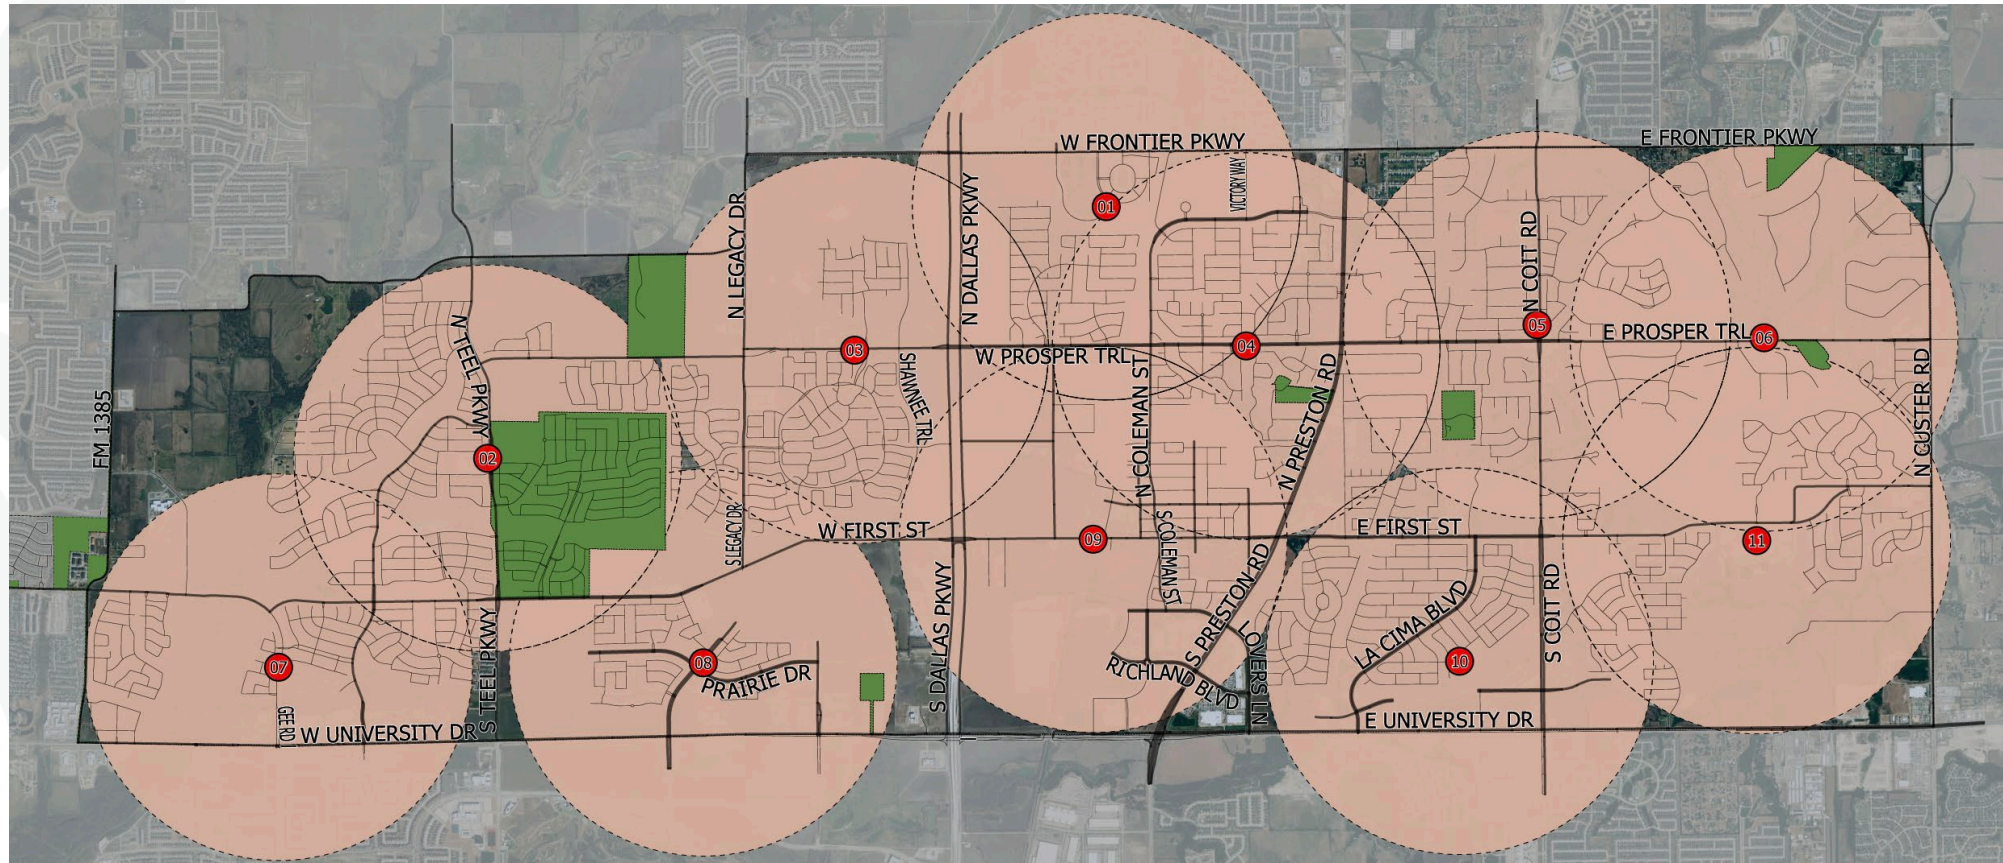 W FRONTIER PKWY
E FRONTIER PKWY
VICTORY WAY
N LEGACY DR
N DALLAS PKWY
01
N COIT RD
N TEEL PKWY
03
W PROSPER TRL
04
05
E PROSPER TRL
06
SHAWNEE TRL
N COLEMAN ST
N PRESTON RD
N CUSTER RD
FM 1385
02
S LEGACY DR
W FIRST ST
09
S COLEMAN ST
E FIRST ST
11
S DALLAS PKWY
S PRESTON RD
LA CIMA BLVD
S COIT RD
07
S TEEL PKWY
08
PRAIRIE DR
RICHLAND BLVD
LOVERS LN
10
GEE RD
W UNIVERSITY DR
E UNIVERSITY DR